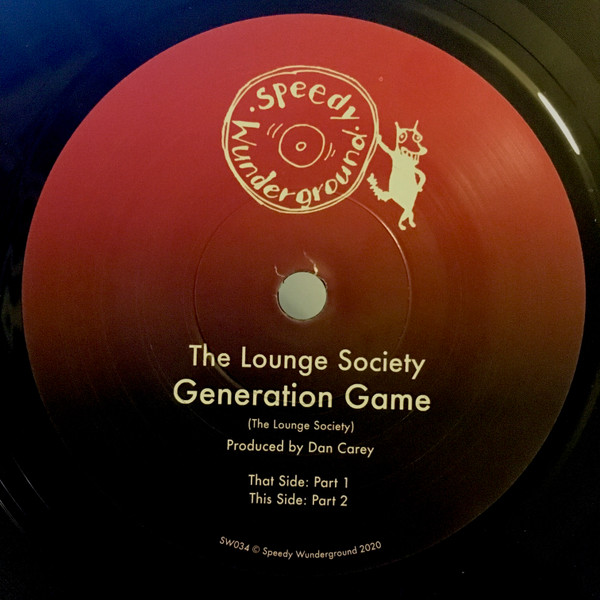 ·Speedy·
Wunderground
The Lounge Society
Generation Game
(The Lounge Society)
Produced by Dan Carey
That Side: Part 1
This Side: Part 2
SW034 © Speedy Wunderground 2020